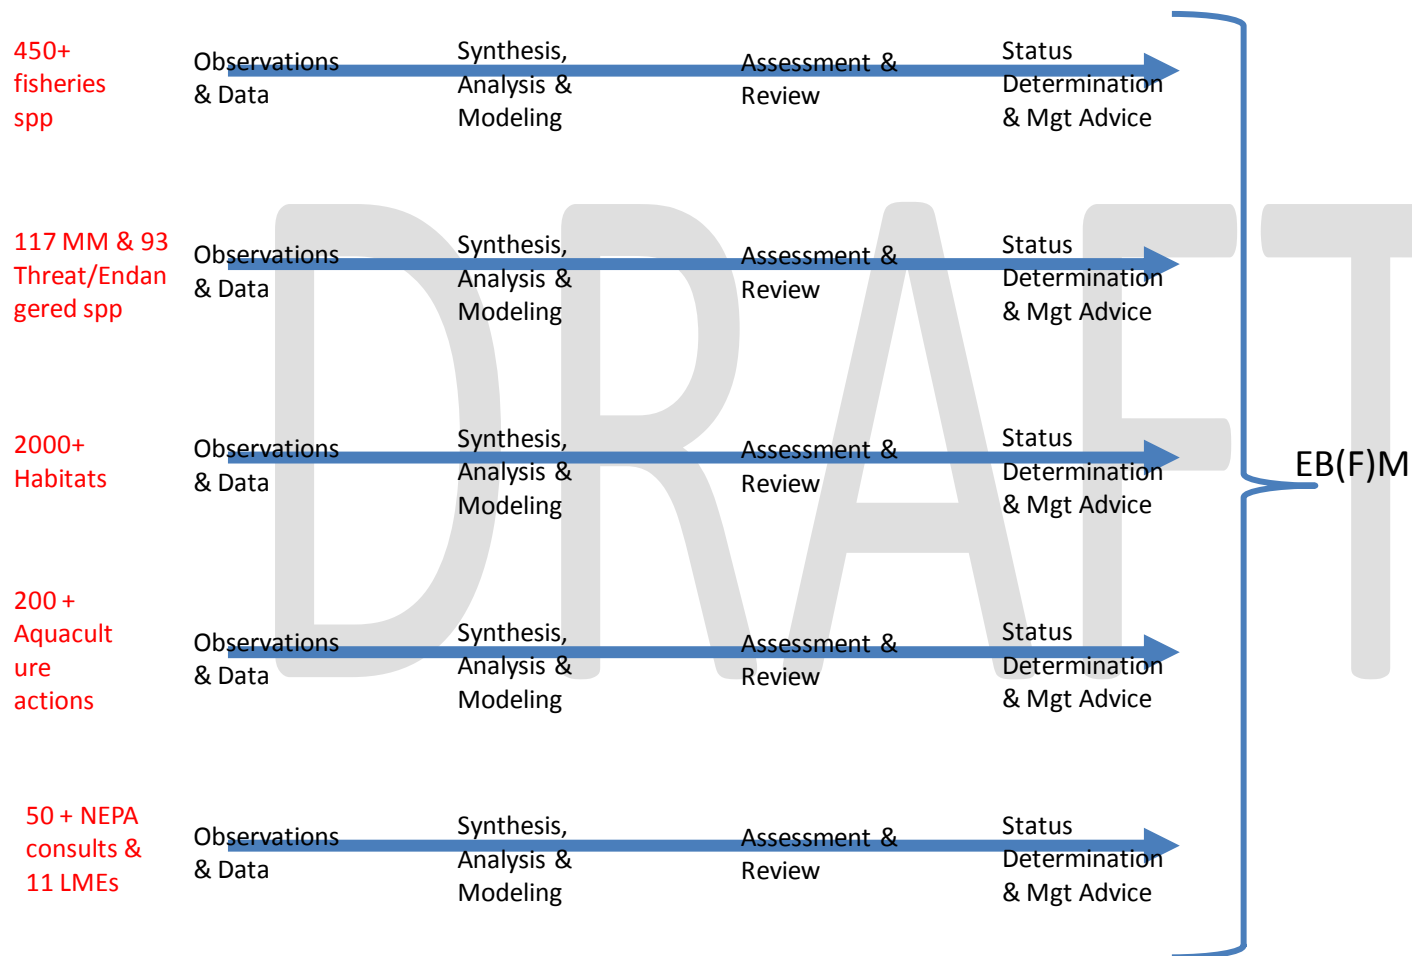 450+
fisheries
spp
Observations
& Data
Synthesis,
Analysis &
Modeling
Assessment &
Review
Status
Determination
& Mgt Advice
117 MM & 93
Threat/Endan
gered spp
Observations
& Data
Synthesis,
Analysis &
Modeling
Assessment &
Review
Status
Determination
& Mgt Advice
2000+
Habitats
Observations
& Data
Synthesis,
Analysis &
Modeling
Assessment &
Review
Status
Determination
& Mgt Advice
EB(F)M
200 +
Aquacult
ure
actions
Observations
& Data
Synthesis,
Analysis &
Modeling
Assessment &
Review
Status
Determination
& Mgt Advice
50 + NEPA
consults &
11 LMEs
Observations
& Data
Synthesis,
Analysis &
Modeling
Assessment &
Review
Status
Determination
& Mgt Advice
DRAFT